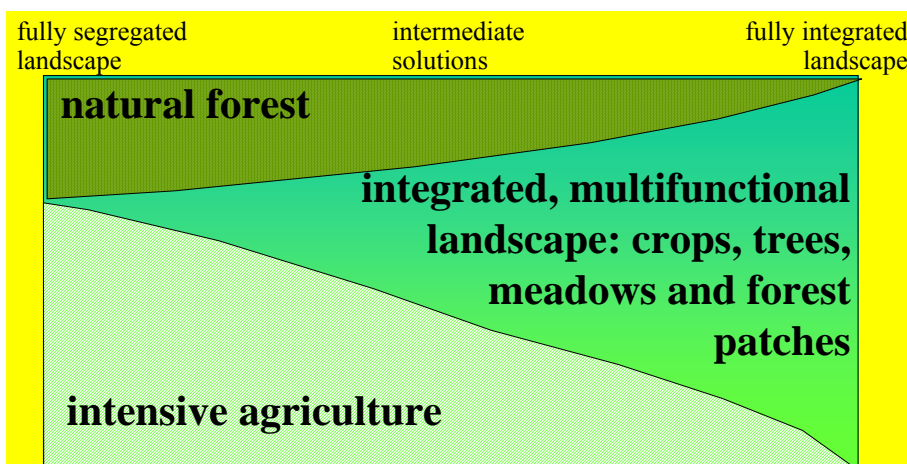 fully segregated
landscape
intermediate
solutions
fully integrated
landscape
natural forest
integrated, multifunctional
landscape: crops, trees,
meadows and forest
patches
intensive agriculture